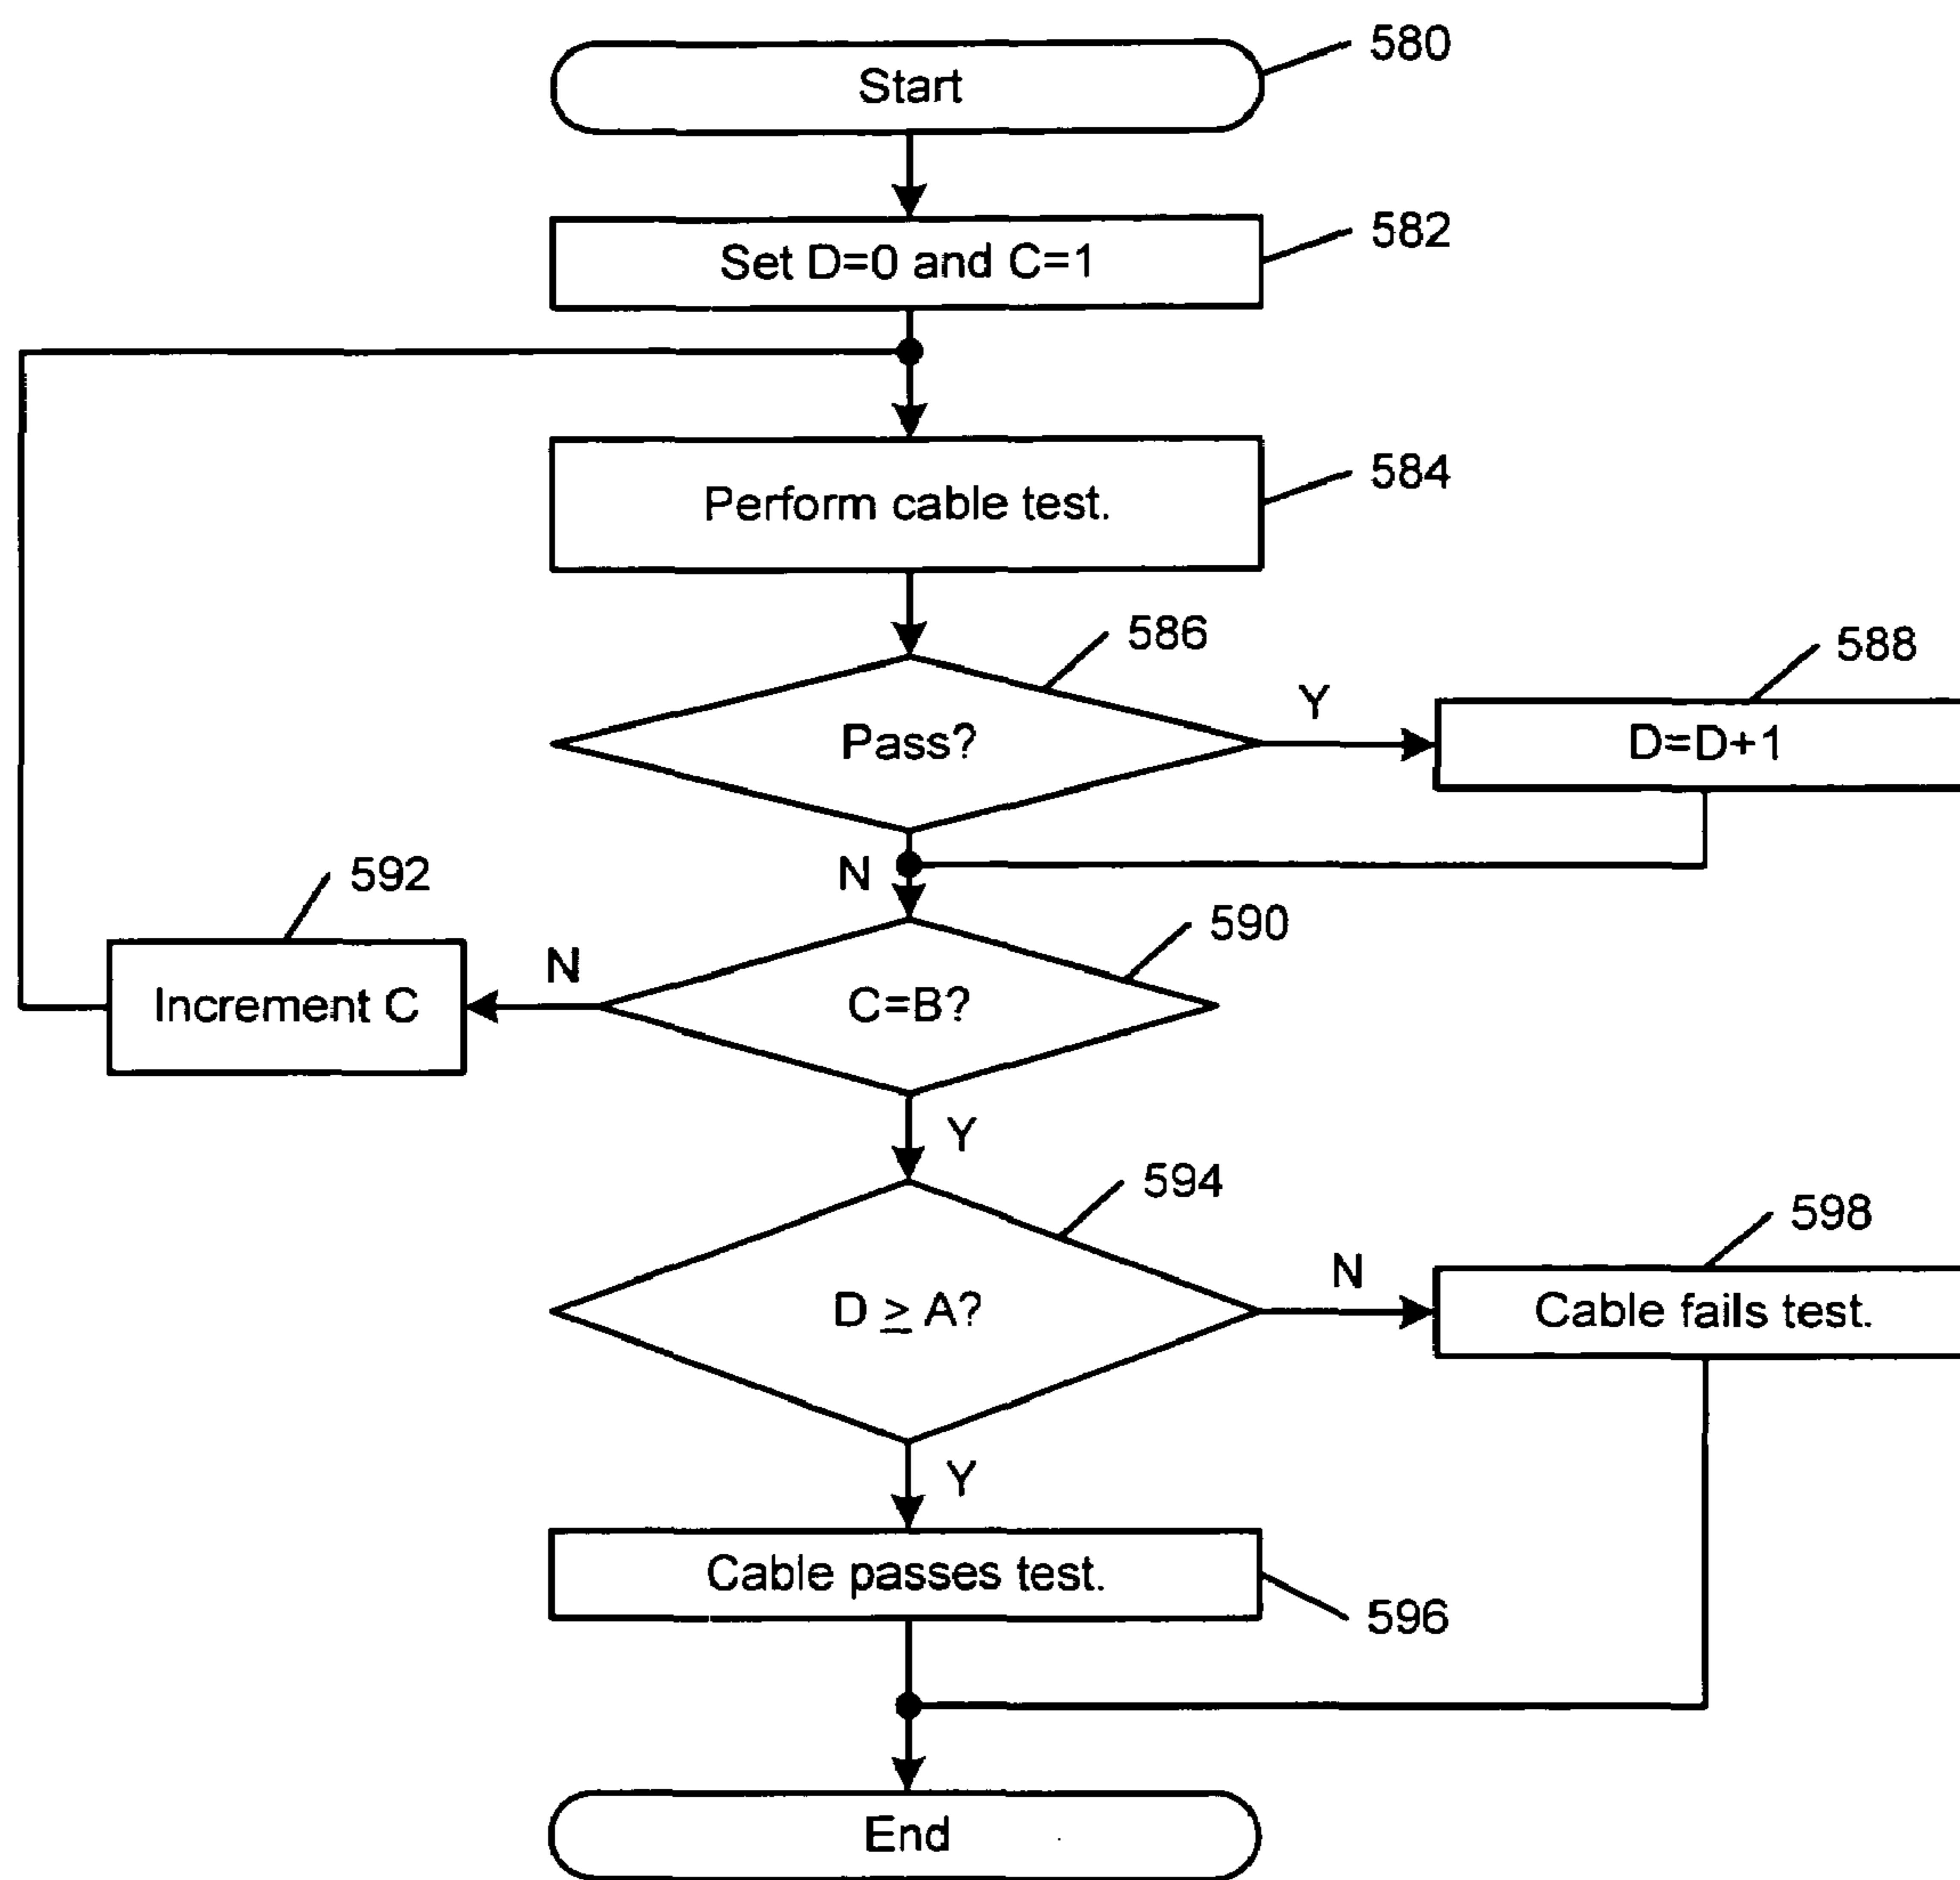 580
Start
582
Set D=0 and C=1
584
Perform cable test.
586
588
Y
Pass?
D=D+1
592
N
590
N
Increment C
C=B?
Y
594
598
N
D ≥ A?
Cable fails test.
Y
Cable passes test.
596
End